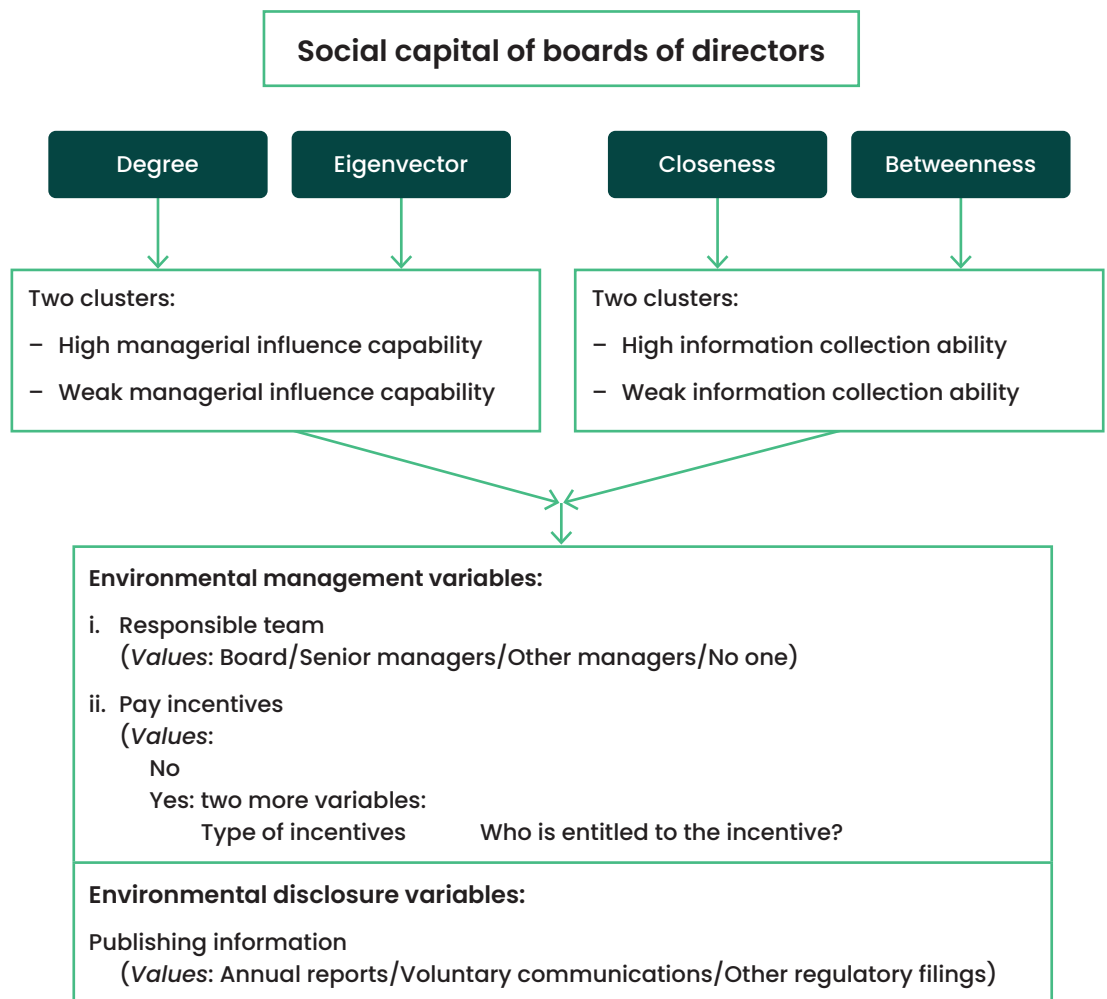 Social capital of boards of directors
Degree
Eigenvector
Closeness
Betweenness
Two clusters:
– High managerial influence capability
– Weak managerial influence capability
Two clusters:
– High information collection ability
– Weak information collection ability
Environmental management variables:
i. Responsible team
(Values: Board/Senior managers/Other managers/No one)
ii. Pay incentives
(Values:
No
Yes: two more variables:
Type of incentives Who is entitled to the incentive?
Environmental disclosure variables:
Publishing information
(Values: Annual reports/Voluntary communications/Other regulatory filings)